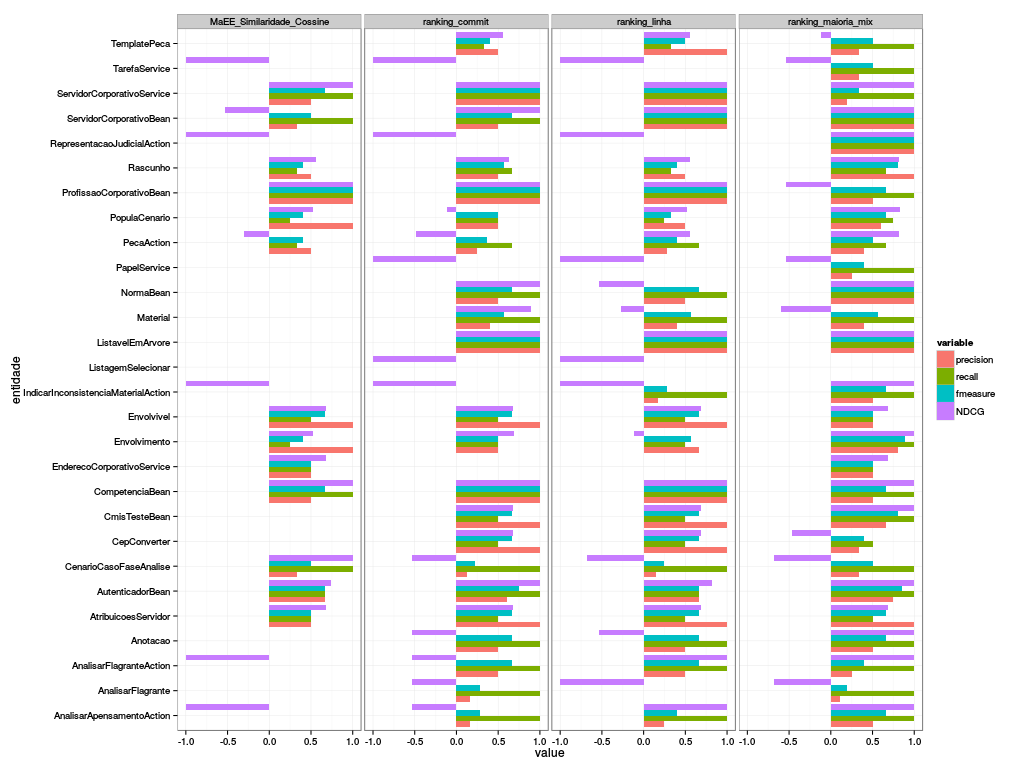 MaEE_Similaridade_Cossine ranking_commit ranking_linha ranking_maioria_mix
TemplatePeca
TarefaService
ServidorCorporativoService
ServidorCorporativoBean
RepresentacaoJudicialAction
Rascunho
ProfissaoCorporativoBean
PopulaCenario
PecaAction
PapelService
NormaBean
Material
ListavelEmArvore
ListagemSelecionar
IndicarInconsistenciaMaterialAction
Envolvivel
Envolvimento
EnderecoCorporativoService
CompetenciaBean
CmisTesteBean
CepConverter
CenarioCasoFaseAnalise
AutenticadorBean
AtribuicoesServidor
Anotacao
AnalisarFlagranteAction
AnalisarFlagrante
AnalisarApensamentoAction
entidade
-1.0 -0.5 0.0 0.5 1.0 -1.0 -0.5 0.0 0.5 1.0 -1.0 -0.5 0.0 0.5 1.0 -1.0 -0.5 0.0 0.5 1.0
value
variable
precision
recall
fmeasure
NDCG